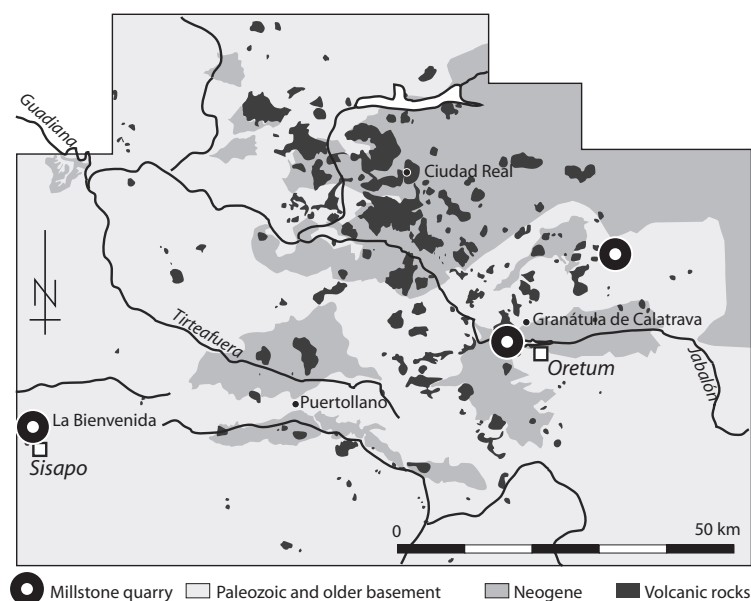 Guadiana
Ciudad Real
N
Granátula de Calatrava
Tirteafuera
Oretum
Jabalón
Puertollano
La Bienvenida
Sisapo
0 50 km
Millstone quarry Paleozoic and older basement Neogene Volcanic rocks